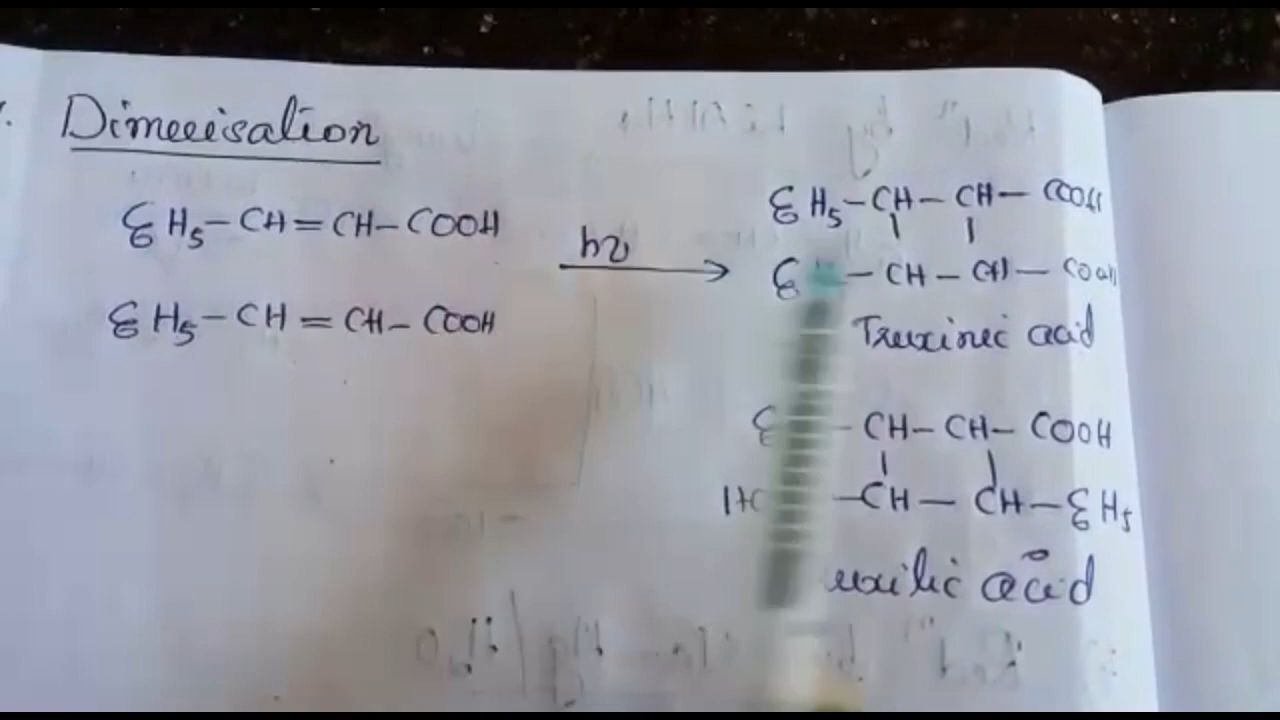 Dimerisation
C6H5-CH=CH-COOH
C6H5-CH=CH-COOH
hν
C6H5-CH-CH-COOH
-CH-CH-COOH
Truxinic acid
-CH-CH-COOH
-CH-CH-C6H5
acid